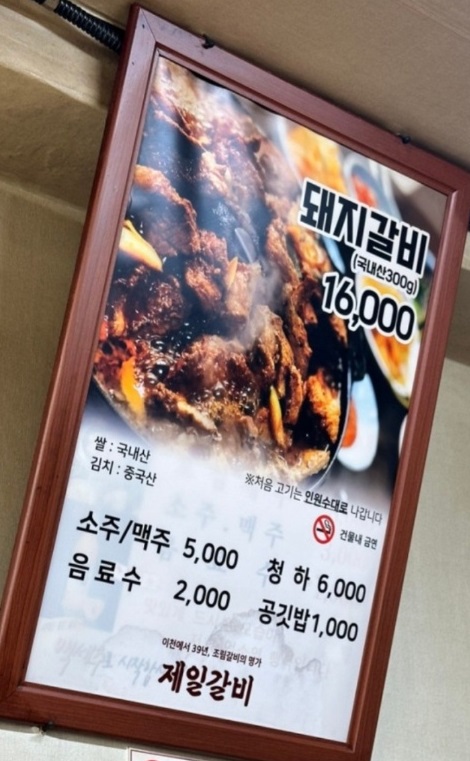 돼지갈비
(국내산300g)
16,000
쌀 : 국내산
김치 : 중국산
※처음 고기는 인원수대로 나갑니다
건물내 금연
소주/맥주 5,000
청하 6,000
음료수 2,000
공깃밥 1,000
이천에서 39년, 조림갈비의 명가
제일갈비